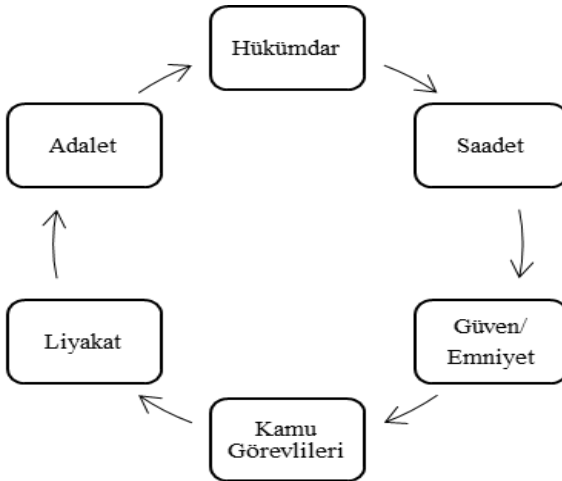 Hükümdar
Saadet
Güven/
Emniyet
Kamu
Görevlileri
Liyakat
Adalet